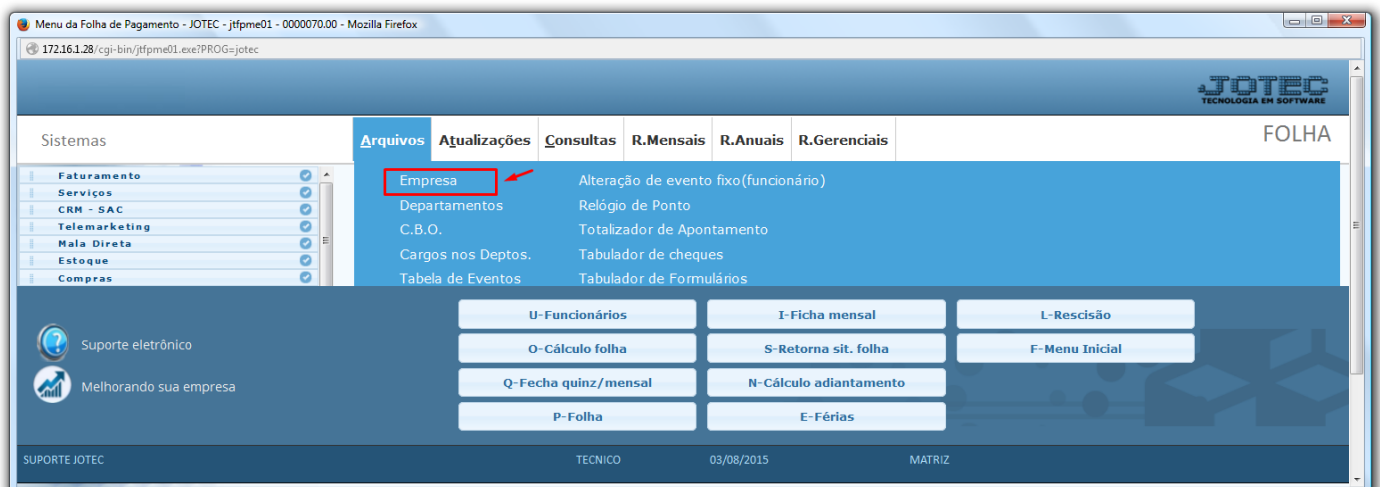 Menu da Folha de Pagamento - JOTEC - jtfpme01 - 0000070.00 - Mozilla Firefox
172.16.1.28/cgi-bin/jtfpme01.exe?PROG=jotec
JOTEC
TECNOLOGIA EM SOFTWARE
Sistemas
Arquivos Atualizações Consultas R.Mensais R.Anuais R.Gerenciais
FOLHA
Faturamento
Serviços
CRM - SAC
Telemarketing
Mala Direta
Estoque
Compras
Empresa Alteração de evento fixo(funcionário)
Departamentos Relógio de Ponto
C.B.O. Totalizador de Apontamento
Cargos nos Deptos. Tabulador de cheques
Tabela de Eventos Tabulador de Formulários
Suporte eletrônico
Melhorando sua empresa
U-Funcionários I-Ficha mensal L-Rescisão
O-Cálculo folha S-Retorna sit. folha F-Menu Inicial
Q-Fecha quinz/mensal N-Cálculo adiantamento
P-Folha E-Férias
SUPORTE JOTEC TECNICO 03/08/2015 MATRIZ